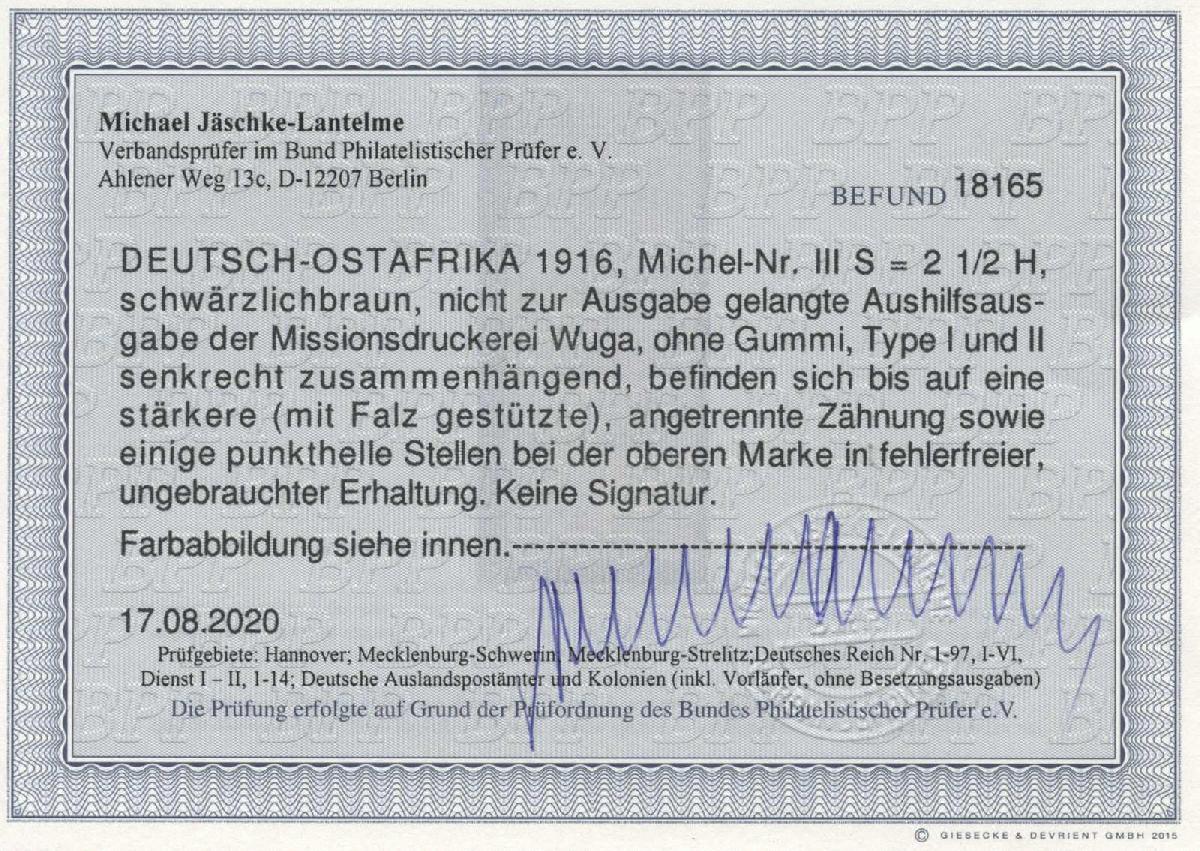 Michael Jäschke-Lantelme
Verbandsprüfer im Bund Philatelistischer Prüfer e. V.
Ahlener Weg 13c, D-12207 Berlin
BEFUND 18165
DEUTSCH-OSTAFRIKA 1916, Michel-Nr. III S = 2 1/2 H,
schwärzlichbraun, nicht zur Ausgabe gelangte Aushilfsaus-
gabe der Missionsdruckerei Wuga, ohne Gummi, Type I und II
senkrecht zusammenhängend, befinden sich bis auf eine
stärkere (mit Falz gestützte), angetrennte Zähnung sowie
einige punkthelle Stellen bei der oberen Marke in fehlerfreier,
ungebrauchter Erhaltung. Keine Signatur.
Farbabbildung siehe innen.------------------------------------------------
17.08.2020
Prüfgebiete: Hannover; Mecklenburg-Schwerin, Mecklenburg-Strelitz;Deutsches Reich Nr. 1-97, I-VI,
Dienst I – II, 1-14; Deutsche Auslandspostämter und Kolonien (inkl. Vorläufer, ohne Besetzungsausgaben)
Die Prüfung erfolgte auf Grund der Prüfordnung des Bundes Philatelistischer Prüfer e.V.
© GIESECKE & DEVRIENT GMBH 2015